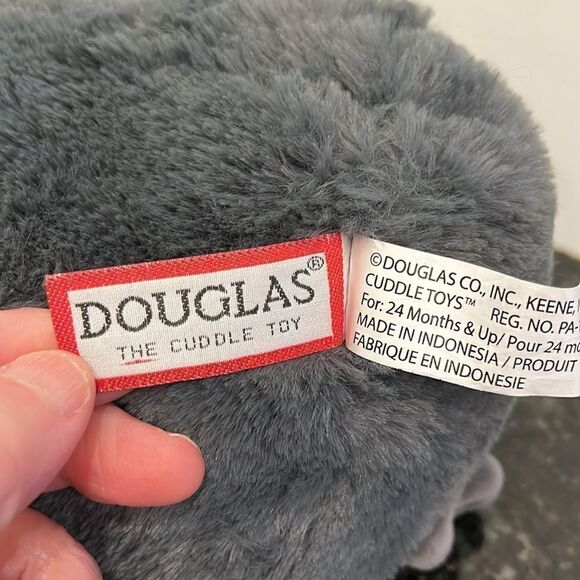 DOUGLAS®
THE CUDDLE TOY
©DOUGLAS CO., INC., KEENE,
CUDDLE TOYS™ REG. NO. PA-
For: 24 Months & Up/ Pour 24
MADE IN INDONESIA / PRODUIT
FABRIQUE EN INDONESIE